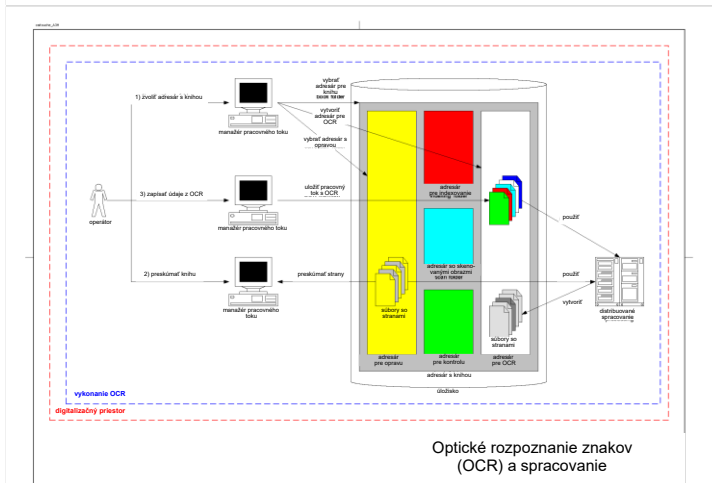 1) zvoliť adresár s knihou
manažér pracovného toku
vybrať
adresár pre
knihu
book folder
vytvoriť
adresár pre
OCR
vybrať adresár s
opravou
3) zapísať údaje z OCR
operátor
manažér pracovného
toku
uložiť pracovný
tok s OCR
adresár
pre indexovanie
použiť
2) preskúmať knihu
manažér pracovného
toku
preskúmať strany
adresár so skeno-
vanými obrazmi
scan folder
použiť
vytvoriť
distribuované
spracovanie
súbory so
stranami
súbory so
stranami
adresár
pre opravu
adresár
pre kontrolu
adresár
pre OCR
adresár s knihou
úložisko
vykonanie OCR
digitalizačný priestor
Optické rozpoznanie znakov
(OCR) a spracovanie